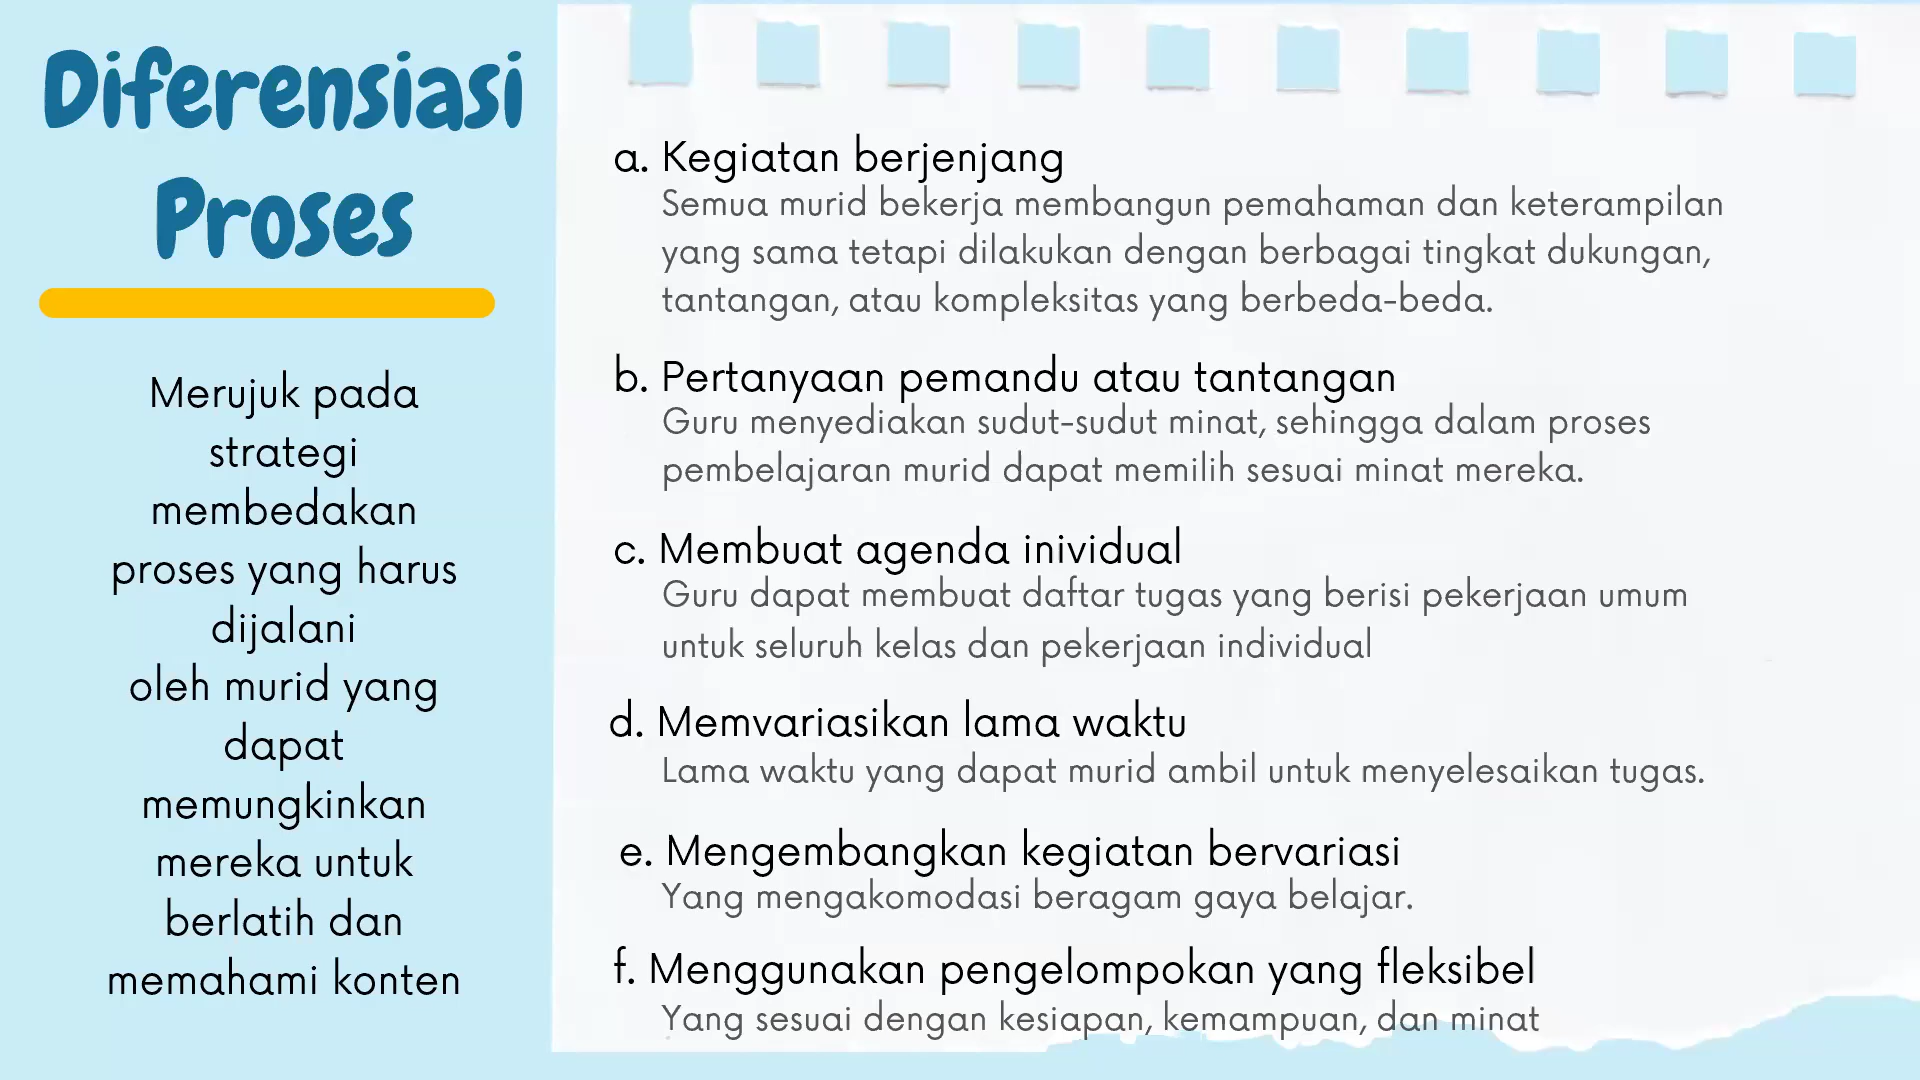 Diferensiasi
Proses
Merujuk pada
strategi
membedakan
proses yang harus
dijalani
oleh murid yang
dapat
memungkinkan
mereka untuk
berlatih dan
memahami konten
a. Kegiatan berjenjang
Semua murid bekerja membangun pemahaman dan keterampilan
yang sama tetapi dilakukan dengan berbagai tingkat dukungan,
tantangan, atau kompleksitas yang berbeda-beda.
b. Pertanyaan pemandu atau tantangan
Guru menyediakan sudut-sudut minat, sehingga dalam proses
pembelajaran murid dapat memilih sesuai minat mereka.
c. Membuat agenda inividual
Guru dapat membuat daftar tugas yang berisi pekerjaan umum
untuk seluruh kelas dan pekerjaan individual
d. Memvariasikan lama waktu
Lama waktu yang dapat murid ambil untuk menyelesaikan tugas.
e. Mengembangkan kegiatan bervariasi
Yang mengakomodasi beragam gaya belajar.
f. Menggunakan pengelompokan yang fleksibel
Yang sesuai dengan kesiapan, kemampuan, dan minat